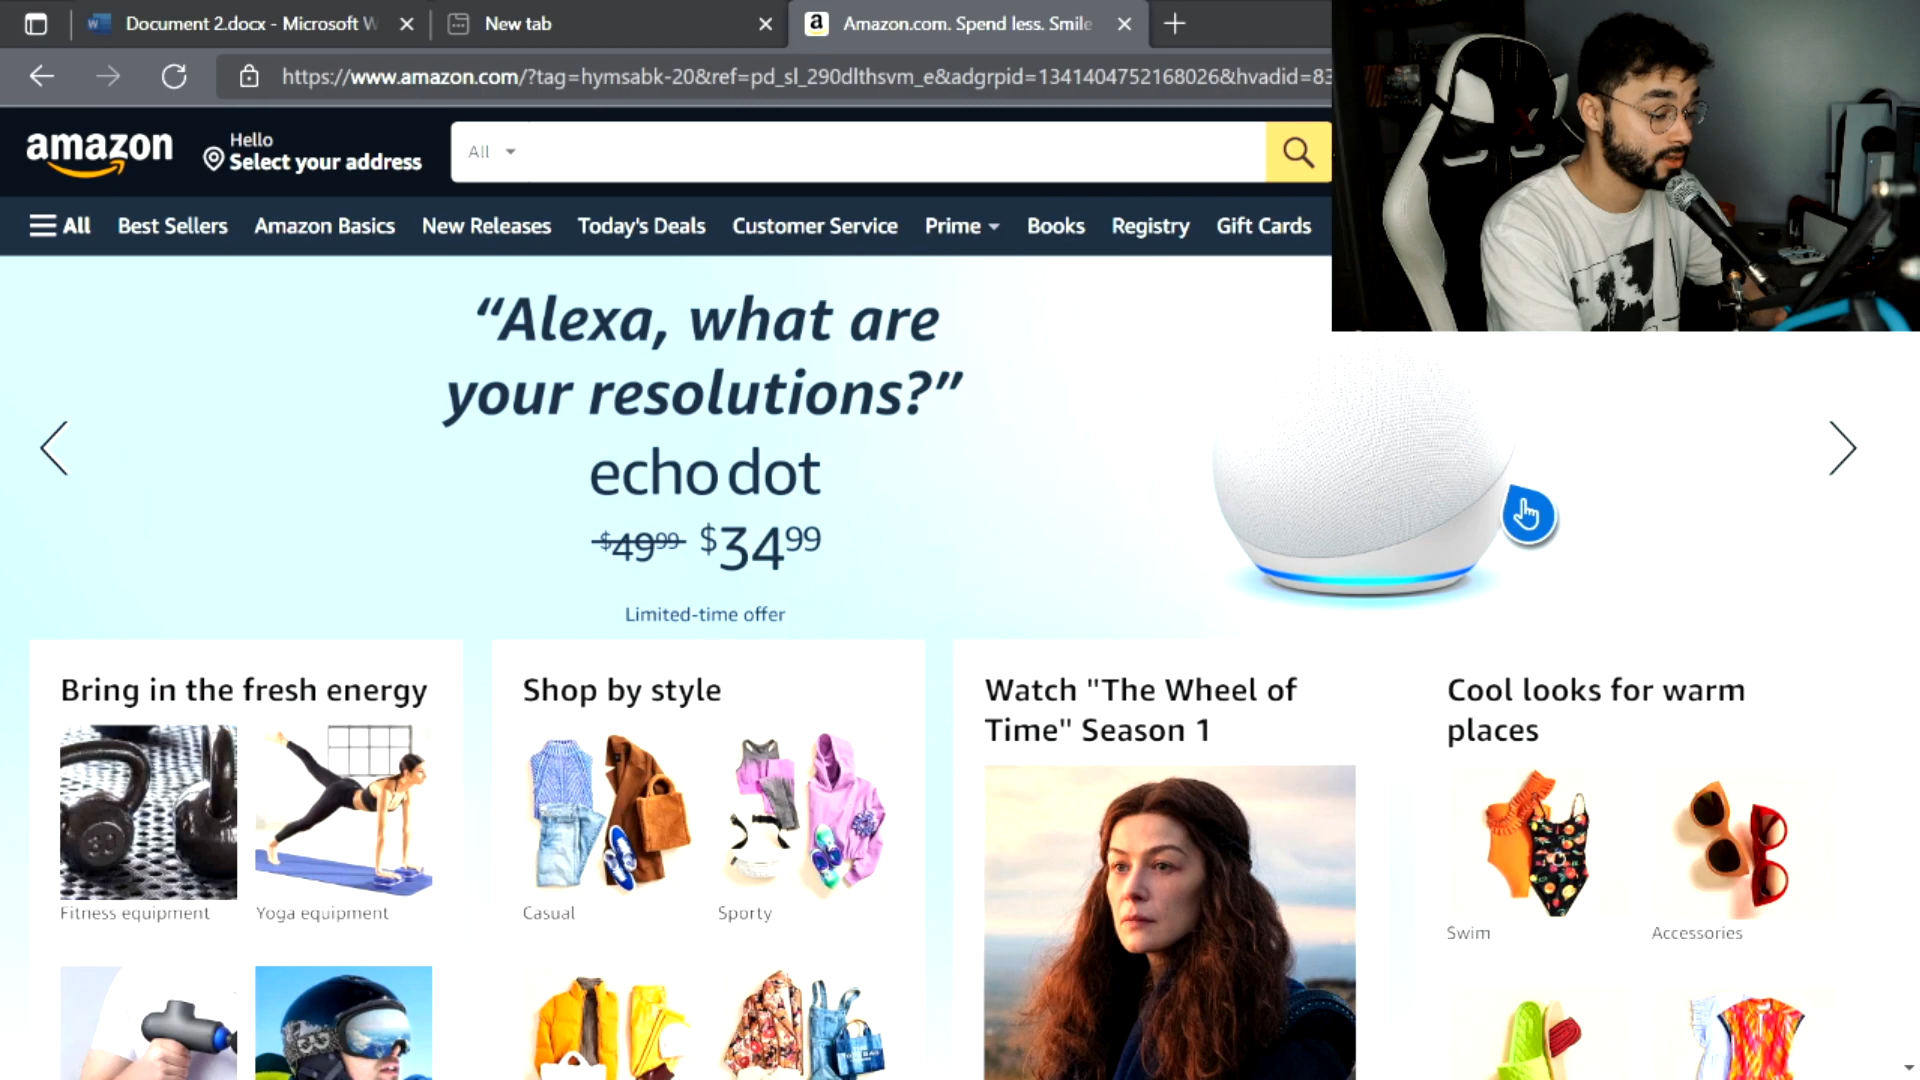 Document 2.docx - Microsoft W
New tab
Amazon.com. Spend less. Smile
https://www.amazon.com/?tag=hymsabk-20&ref=pd_sl_290dlthsvm_e&adgrpid=1341404752168026&hvadid=83
amazon
Hello
Select your address
All
All
Best Sellers
Amazon Basics
New Releases
Today's Deals
Customer Service
Prime
Books
Registry
Gift Cards
“Alexa, what are
your resolutions?”
echo dot
$49.99 $34.99
Limited-time offer
Bring in the fresh energy
Fitness equipment
Yoga equipment
Shop by style
Casual
Sporty
Watch "The Wheel of
Time" Season 1
Cool looks for warm
places
Swim
Accessories